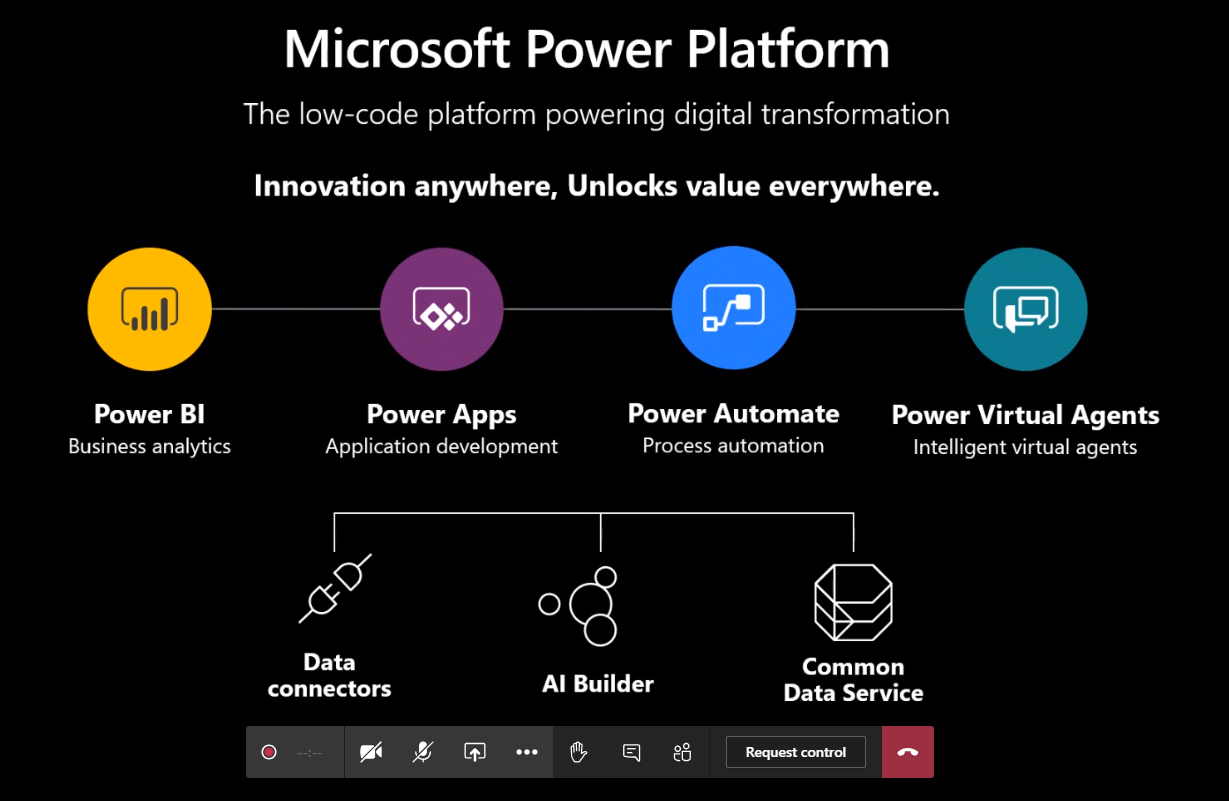 Microsoft Power Platform
The low-code platform powering digital transformation
Innovation anywhere, Unlocks value everywhere.
Power BI
Business analytics
Power Apps
Application development
Power Automate
Process automation
Power Virtual Agents
Intelligent virtual agents
Data
connectors
AI Builder
Common
Data Service
--:--
Request control